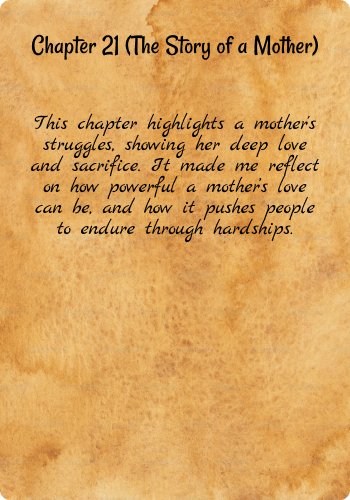 Chapter 21 (The Story of a Mother)
This chapter highlights a mother's
struggles, showing her deep love
and sacrifice. It made me reflect
on how powerful a mother's love
can be, and how it pushes people
to endure through hardships.